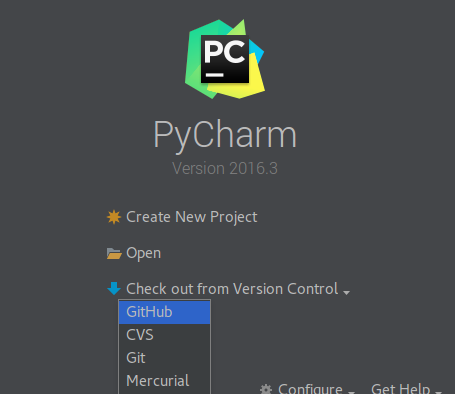 PC
PyCharm
Version 2016.3
Create New Project
Open
Check out from Version Control
GitHub
CVS
Git
Mercurial
Configure Get Help